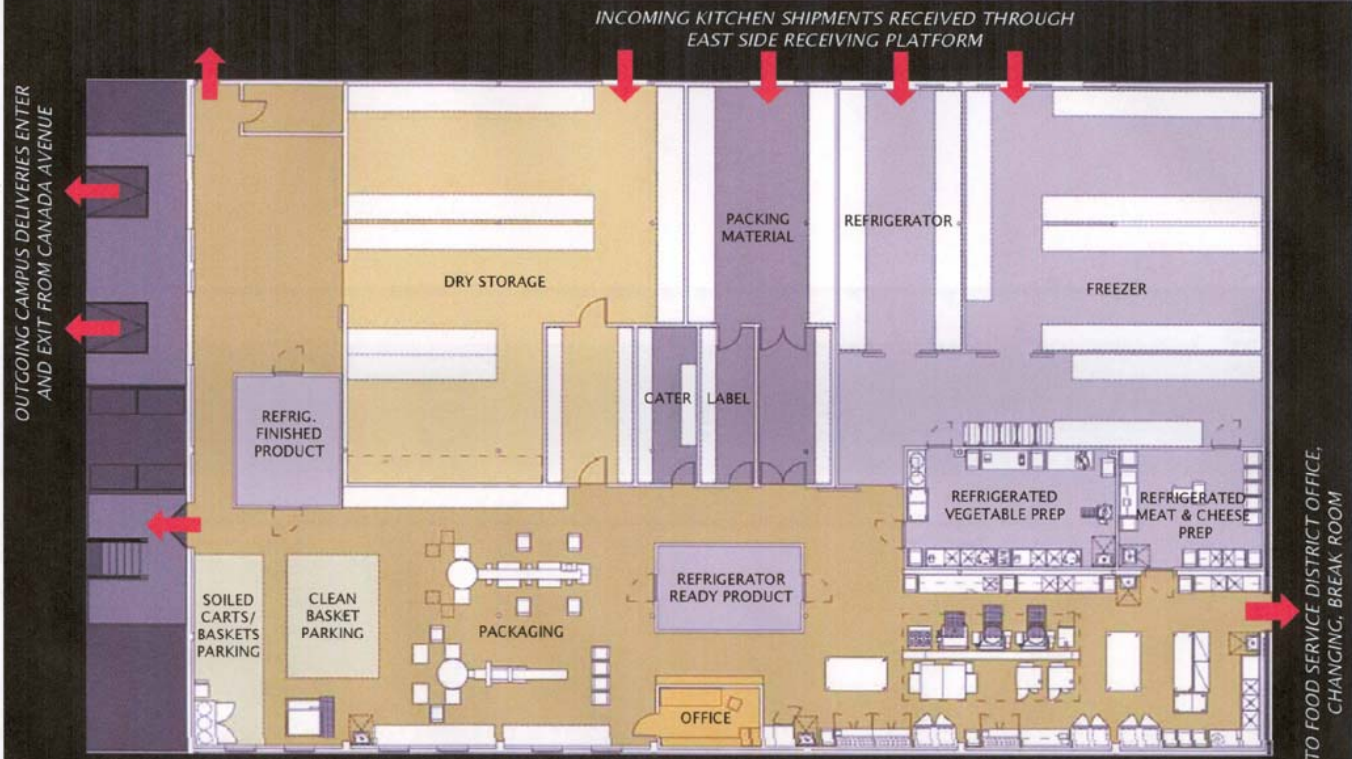 INCOMING KITCHEN SHIPMENTS RECEIVED THROUGH
EAST SIDE RECEIVING PLATFORM
OUTGOING CAMPUS DELIVERIES ENTER
AND EXIT FROM CANADA AVENUE
PACKING
MATERIAL
REFRIGERATOR
DRY STORAGE
FREEZER
CATER
LABEL
REFRIG.
FINISHED
PRODUCT
REFRIGERATED
VEGETABLE PREP
REFRIGERATED
MEAT & CHEESE
PREP
REFRIGERATOR
READY PRODUCT
SOILED
CARTS/
BASKETS
PARKING
CLEAN
BASKET
PARKING
PACKAGING
OFFICE
TO FOOD SERVICE DISTRICT OFFICE,
CHANGING, BREAK ROOM